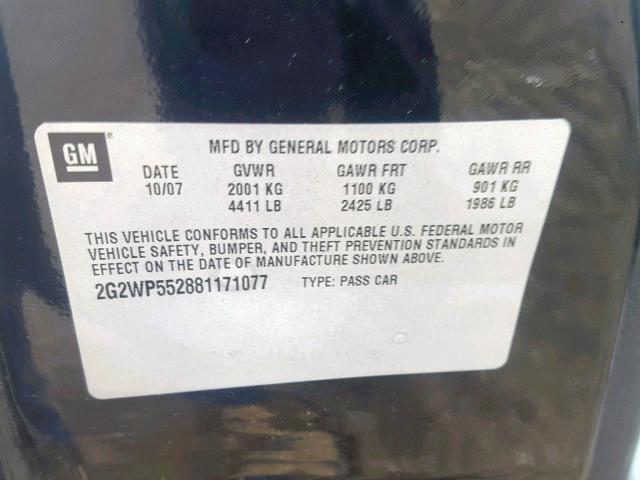 GM®
MFD BY GENERAL MOTORS CORP.
DATE GVWR GAWR FRT GAWR RR
10/07 2001 KG 1100 KG 901 KG
4411 LB 2425 LB 1986 LB
THIS VEHICLE CONFORMS TO ALL APPLICABLE U.S. FEDERAL MOTOR
VEHICLE SAFETY, BUMPER, AND THEFT PREVENTION STANDARDS IN
EFFECT ON THE DATE OF MANUFACTURE SHOWN ABOVE.
2G2WP552881171077 TYPE: PASS CAR